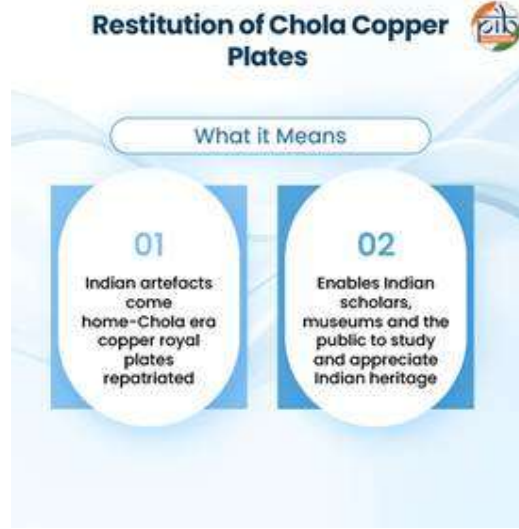 Restitution of Chola Copper
Plates
pib
What it Means
01
Indian artefacts
come
home-Chola era
copper royal
plates
repatriated
02
Enables Indian
scholars,
museums and the
public to study
and appreciate
Indian heritage